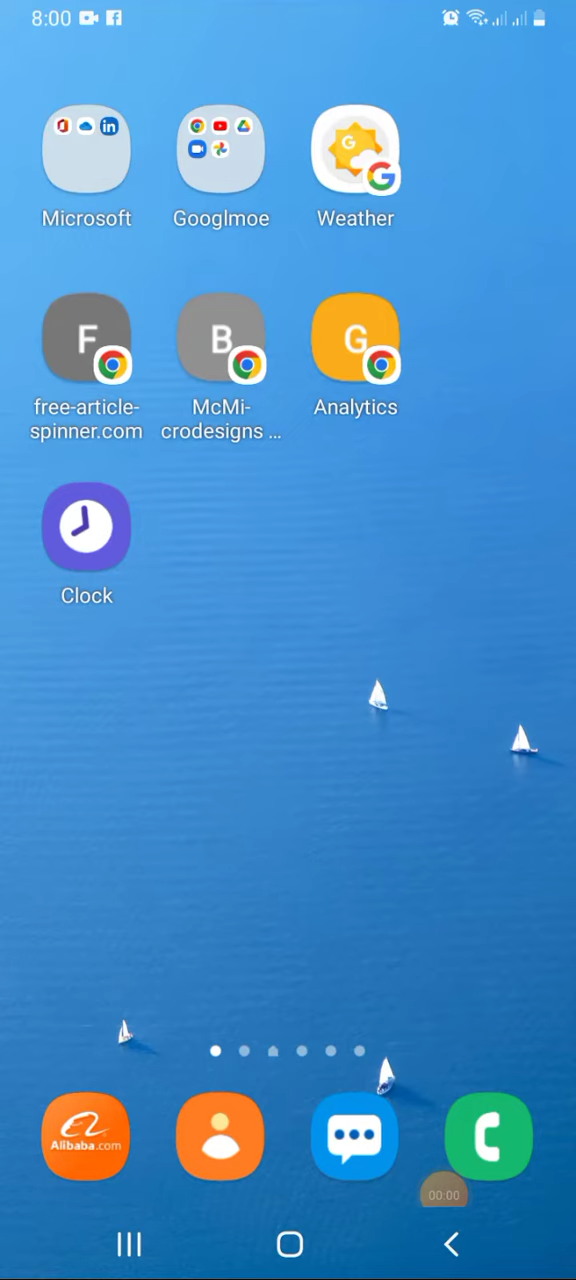 8:00
Microsoft
Googlmoe
Weather
F
B
G
free-article-
spinner.com
McMi-
crodesigns ...
Analytics
Clock
Alibaba.com
00:00